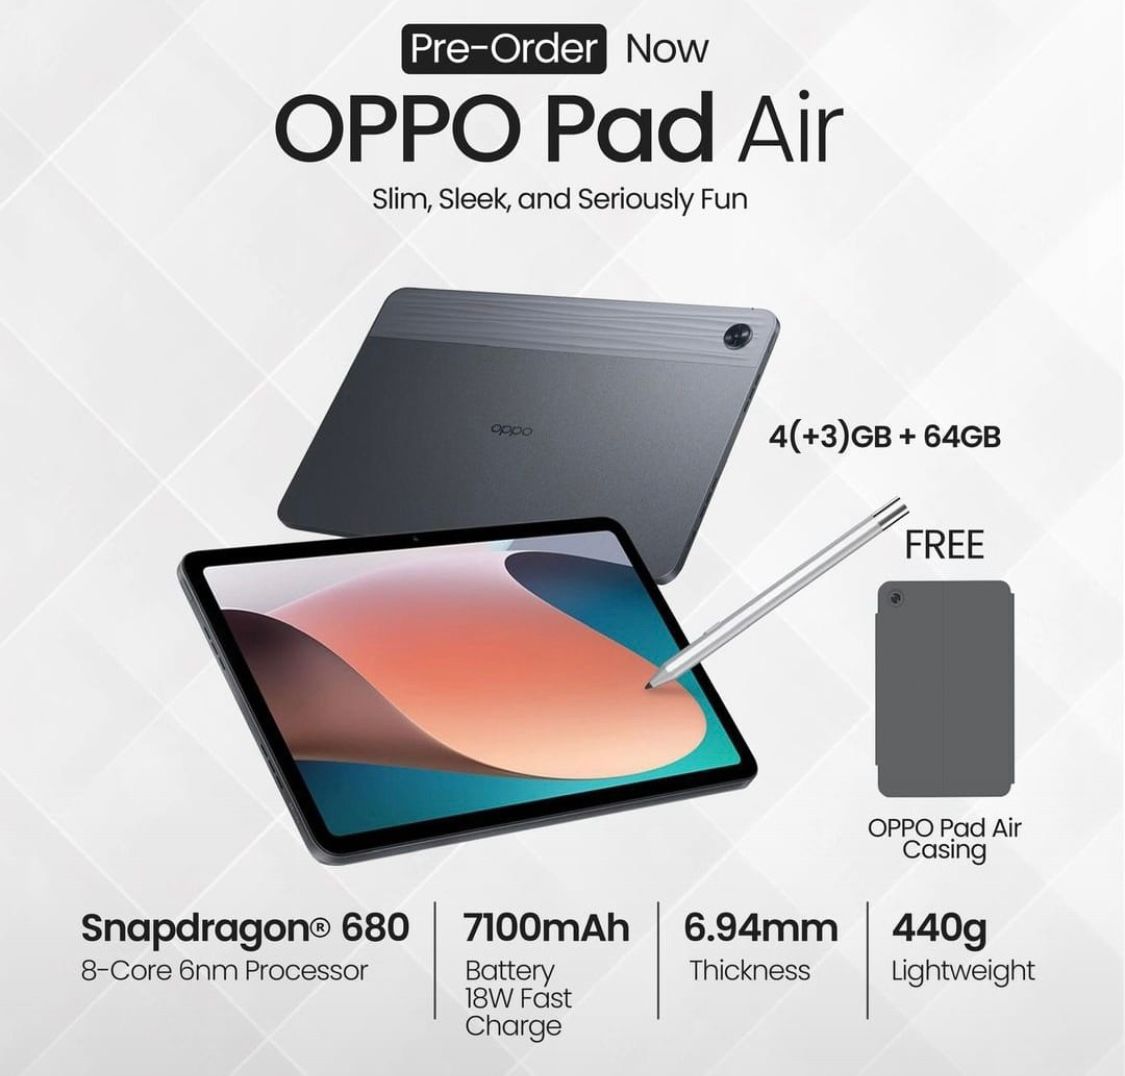 Pre-Order Now
OPPO Pad Air
Slim, Sleek, and Seriously Fun
oppo
4(+3)GB + 64GB
FREE
OPPO Pad Air
Casing
Snapdragon® 680
8-Core 6nm Processor
7100mAh
Battery
18W Fast
Charge
6.94mm
Thickness
440g
Lightweight